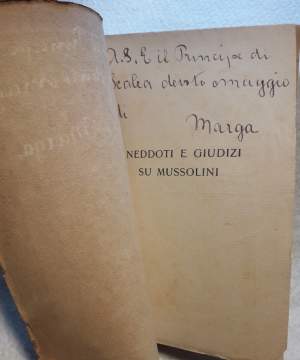 A. S. E il Principe di
Scalea devoto omaggio
di
Marga
NEDDOTI E GIUDIZI
SU MUSSOLINI